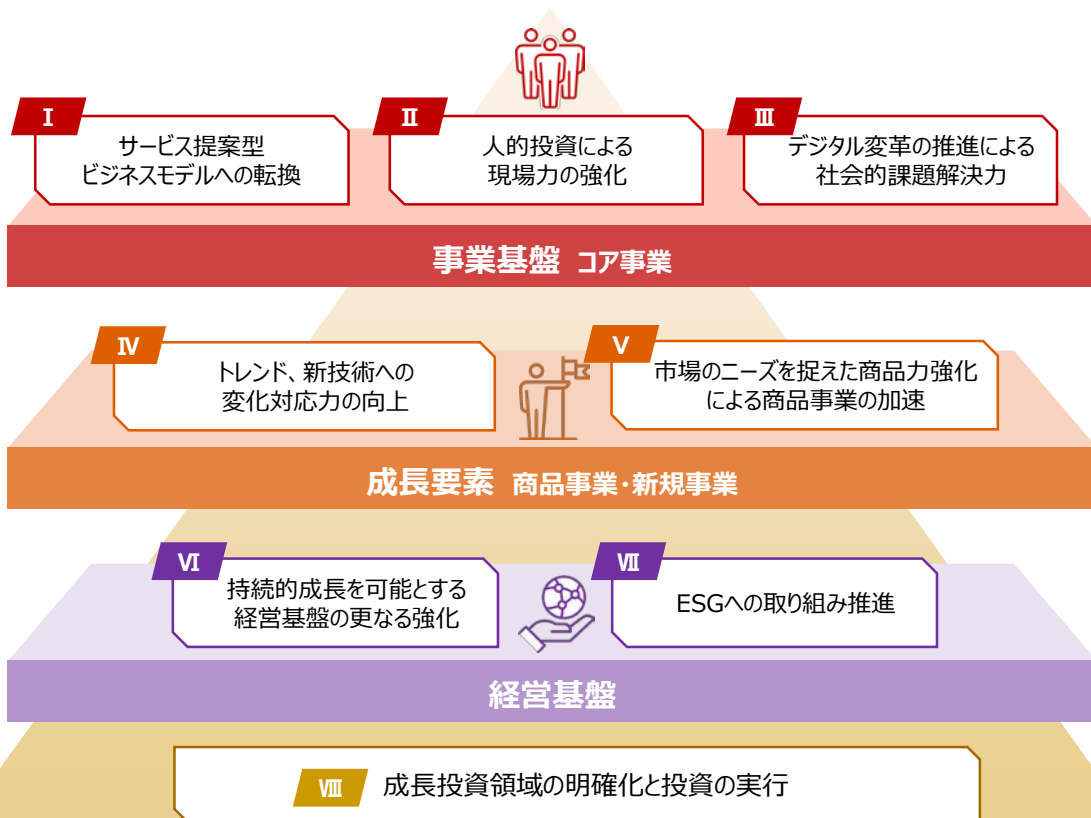 Ⅰ
サービス提案型
ビジネスモデルへの転換
Ⅱ
人的投資による
現場力の強化
Ⅲ
デジタル変革の推進による
社会的課題解決力
事業基盤 コア事業
Ⅳ
トレンド、新技術への
変化対応力の向上
Ⅴ
市場のニーズを捉えた商品力強化
による商品事業の加速
成長要素 商品事業・新規事業
Ⅵ
持続的成長を可能とする
経営基盤の更なる強化
Ⅶ
ESGへの取り組み推進
経営基盤
Ⅷ 成長投資領域の明確化と投資の実行